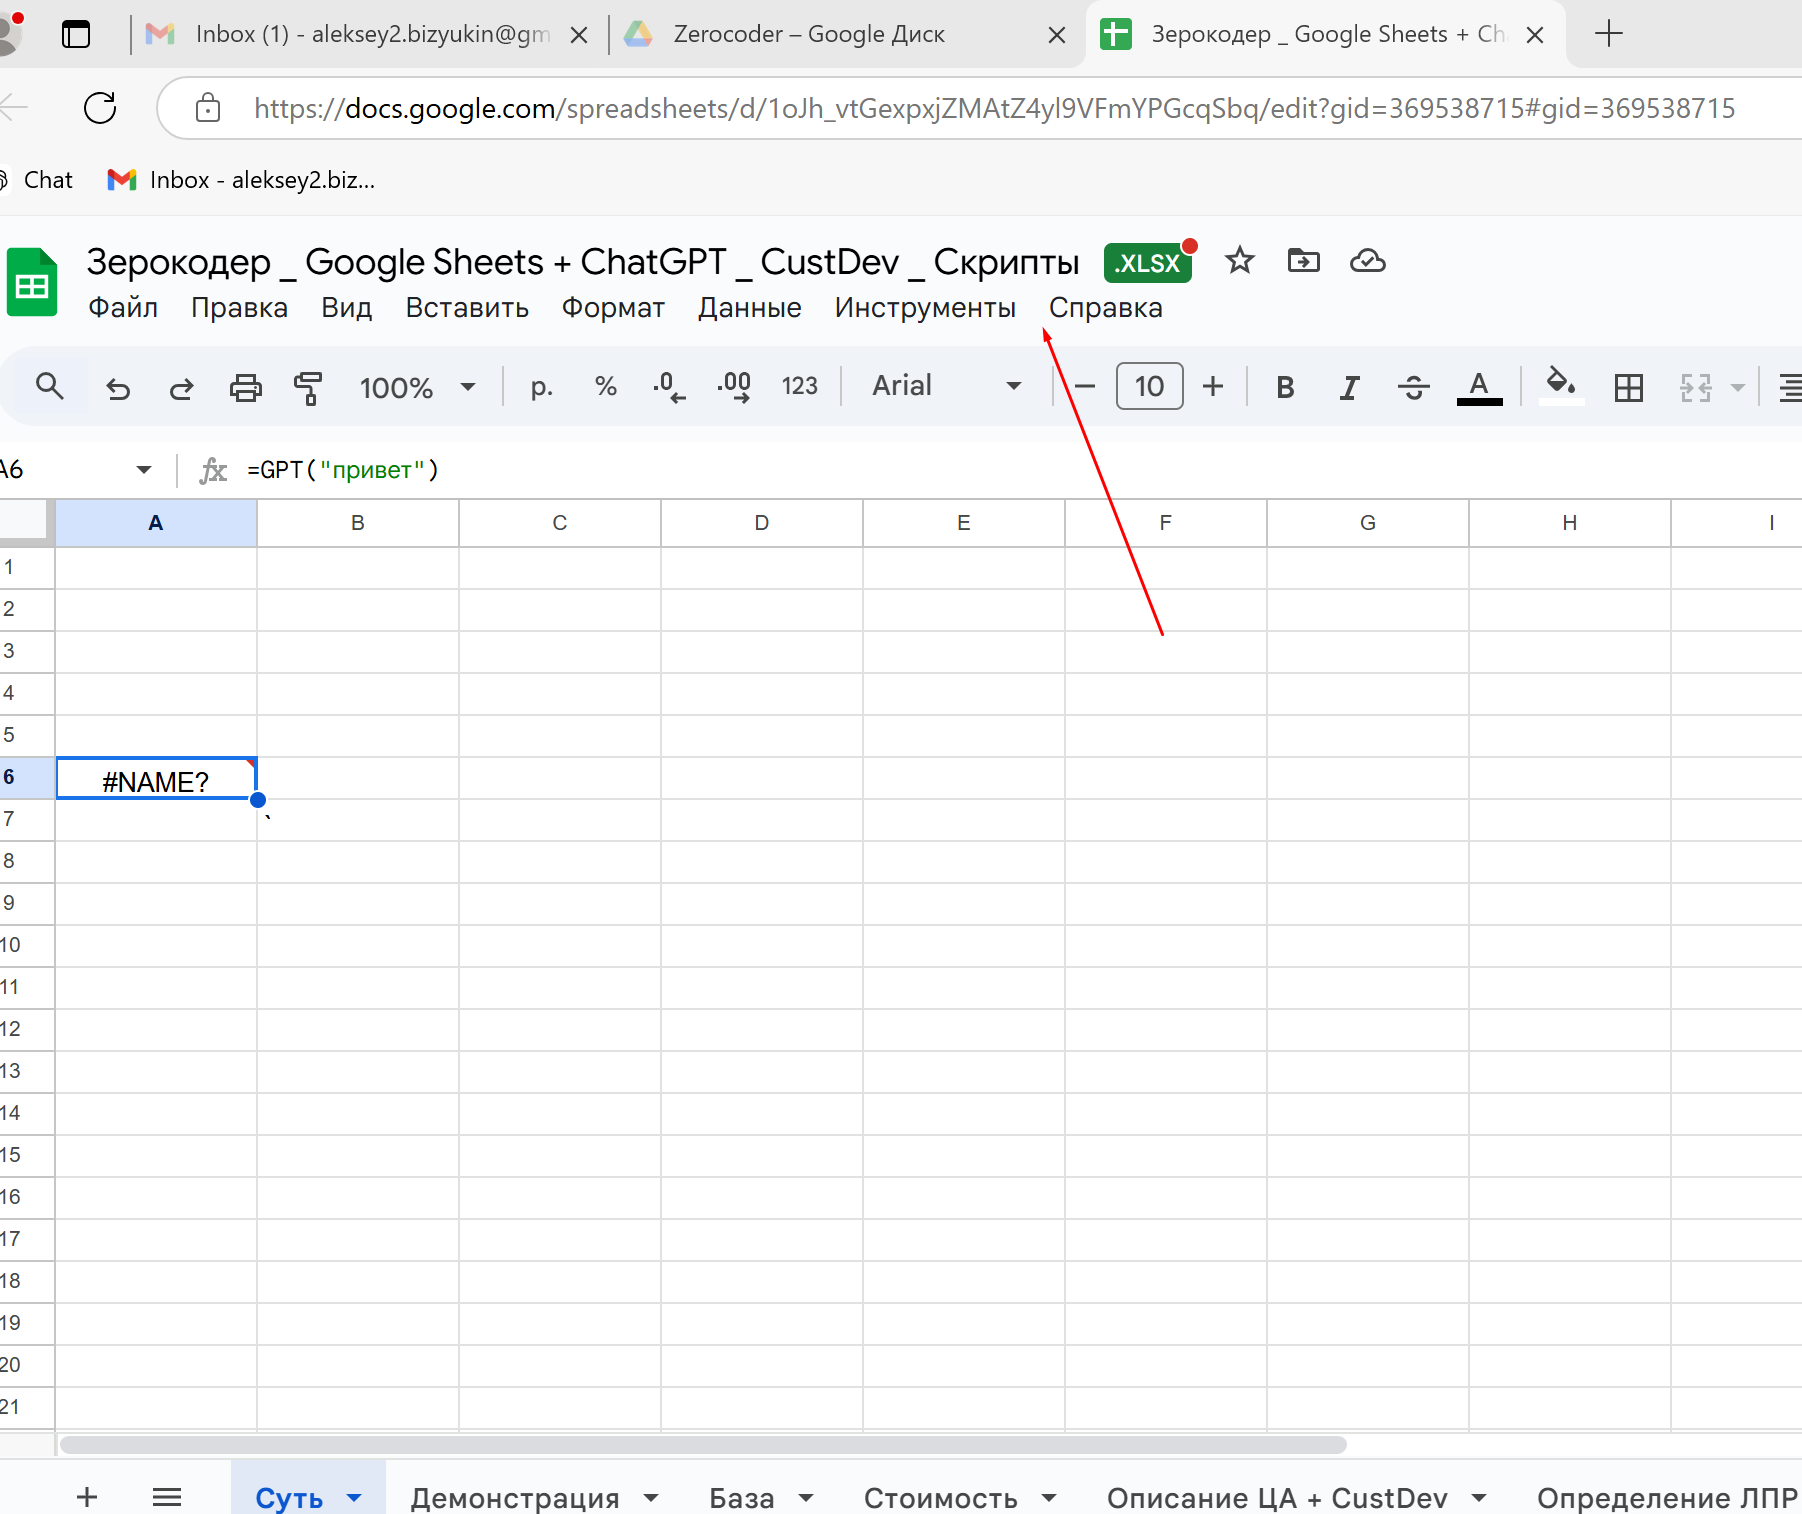 Inbox (1) - aleksey2.bizyukin@gm
Zerocoder – Google Диск
Зерокодер _ Google Sheets + Ch
https://docs.google.com/spreadsheets/d/1oJh_vtGexpxjZMAtZ4yl9VFmYPGcqSbq/edit?gid=369538715#gid=369538715
Chat
Inbox - aleksey2.biz...
Зерокодер _ Google Sheets + ChatGPT _ CustDev _ Скрипты .XLSX
Файл Правка Вид Вставить Формат Данные Инструменты Справка
100% р. % .0 .00 123 Arial 10 B I A
A6 fx =GPT("привет")
A B C D E F G H I
1
2
3
4
5
6 #NAME?
7 `
8
9
10
11
12
13
14
15
16
17
18
19
20
21
Суть Демонстрация База Стоимость Описание ЦА + CustDev Определение ЛПР